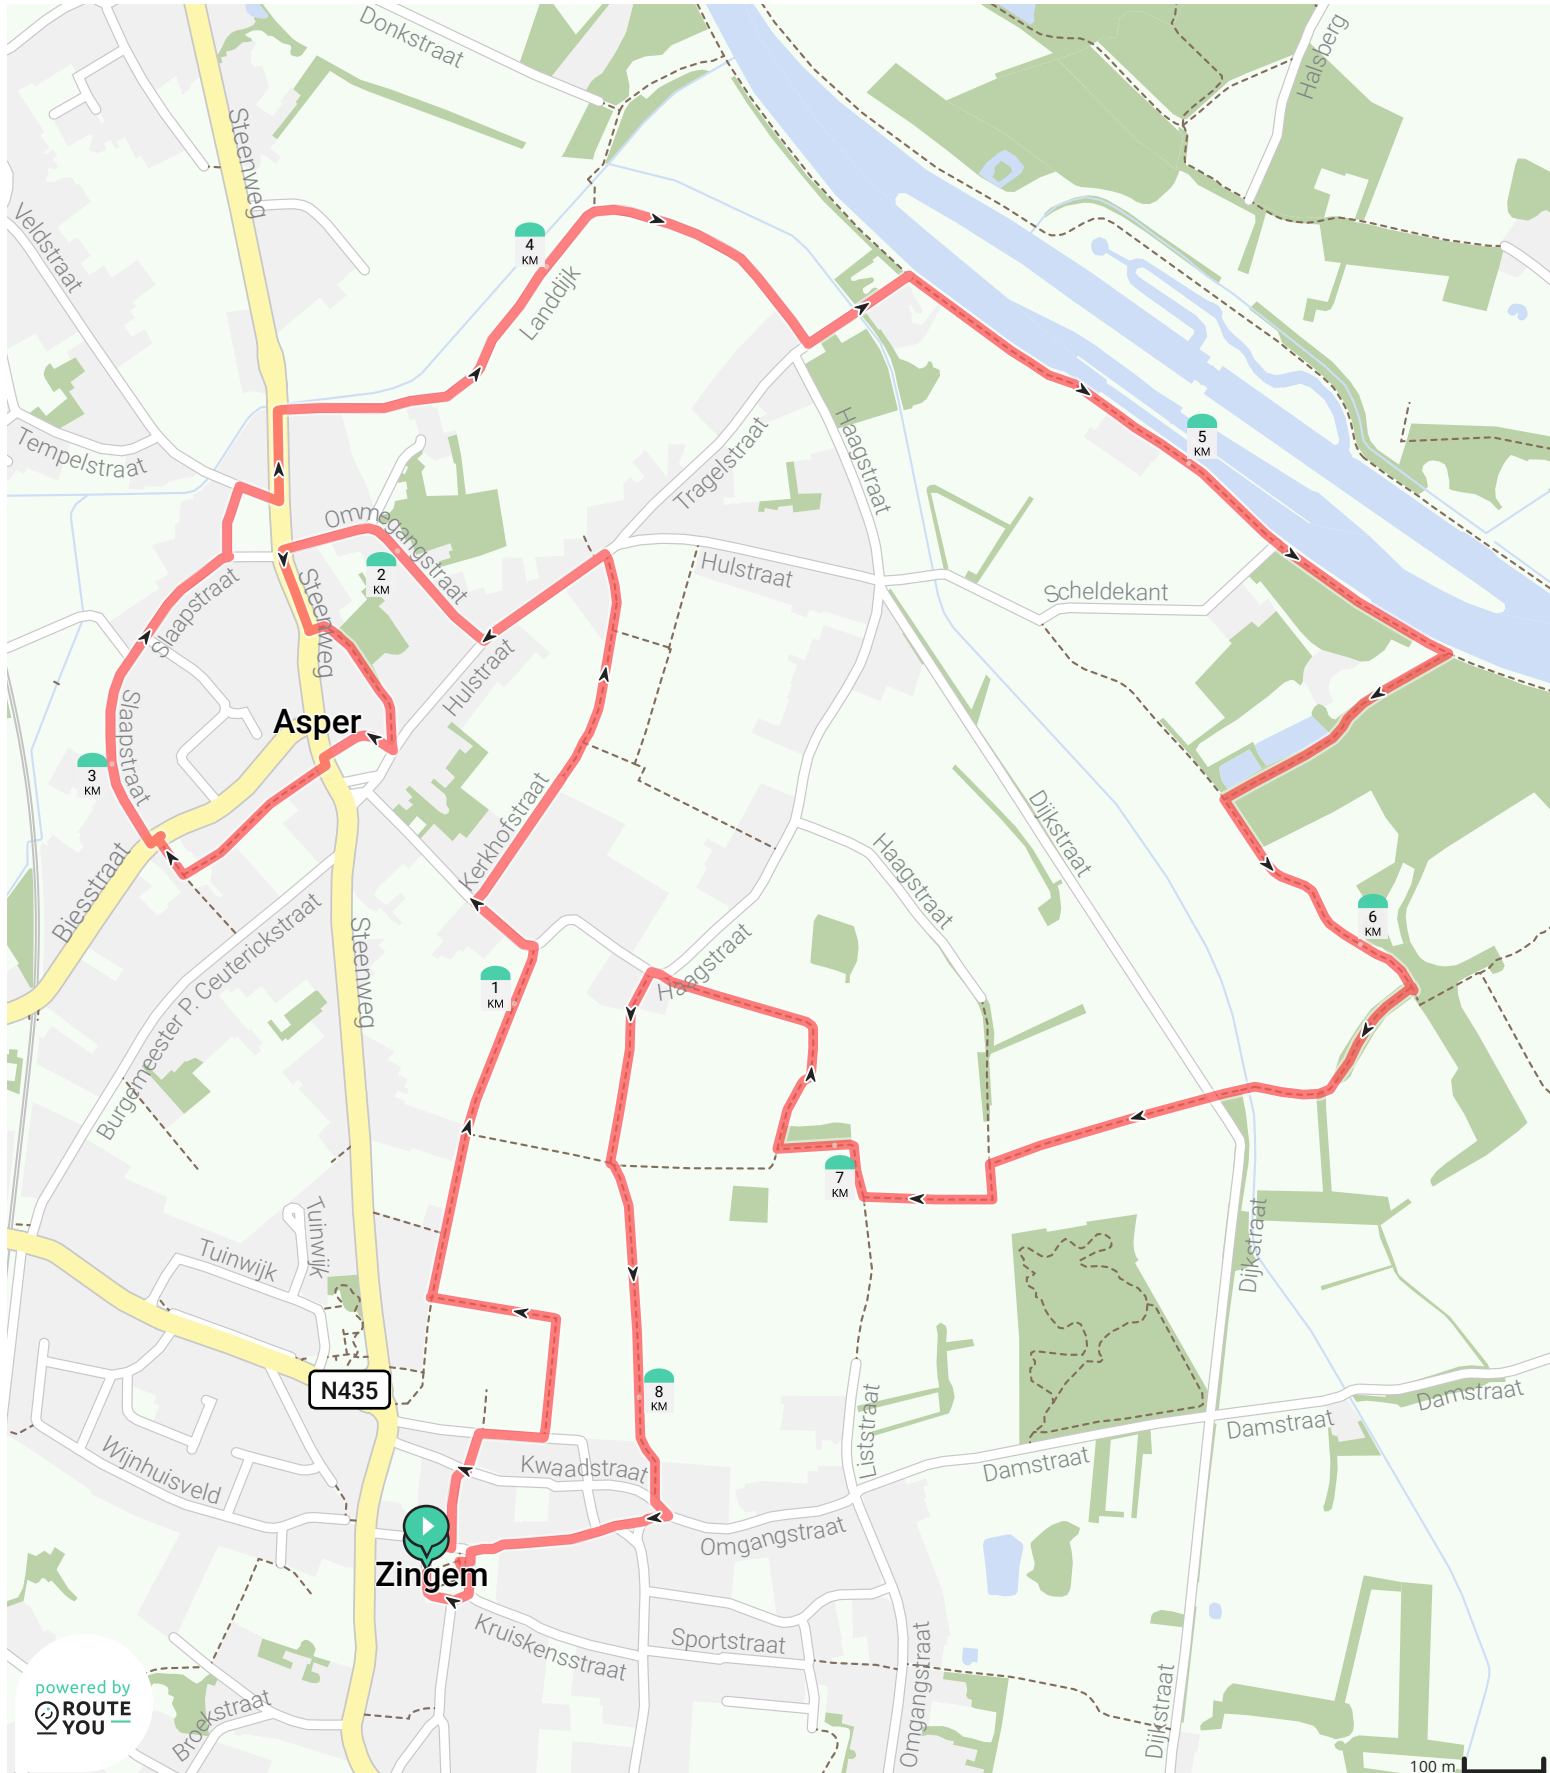 Donkstraat
Halsberg
Steenweg
Veldstraat
4
KM
Landdijk
Tempelstraat
Tragelstraat
Haagstraat
5
KM
Ommegangstraat
2
KM
Hulstraat
Scheldekant
Slaapstraat
Steenweg
Hulstraat
Slaapstraat
Asper
3
KM
Kerkhofstraat
Dijkstraat
Haagstraat
Biesstraat
Burgemeester P. Ceuterickstraat
Steenweg
6
KM
Haagstraat
1
KM
7
KM
Tuinwijk
Tuinwijk
Dijkstraat
N435
8
KM
Liststraat
Damstraat
Damstraat
Damstraat
Wijnhuisveld
Kwaadstraat
Omgangstraat
Zingem
Kruiskensstraat
Sportstraat
Omgangstraat
Dijkstraat
Broekstraat
powered by
ROUTE
YOU
100 m